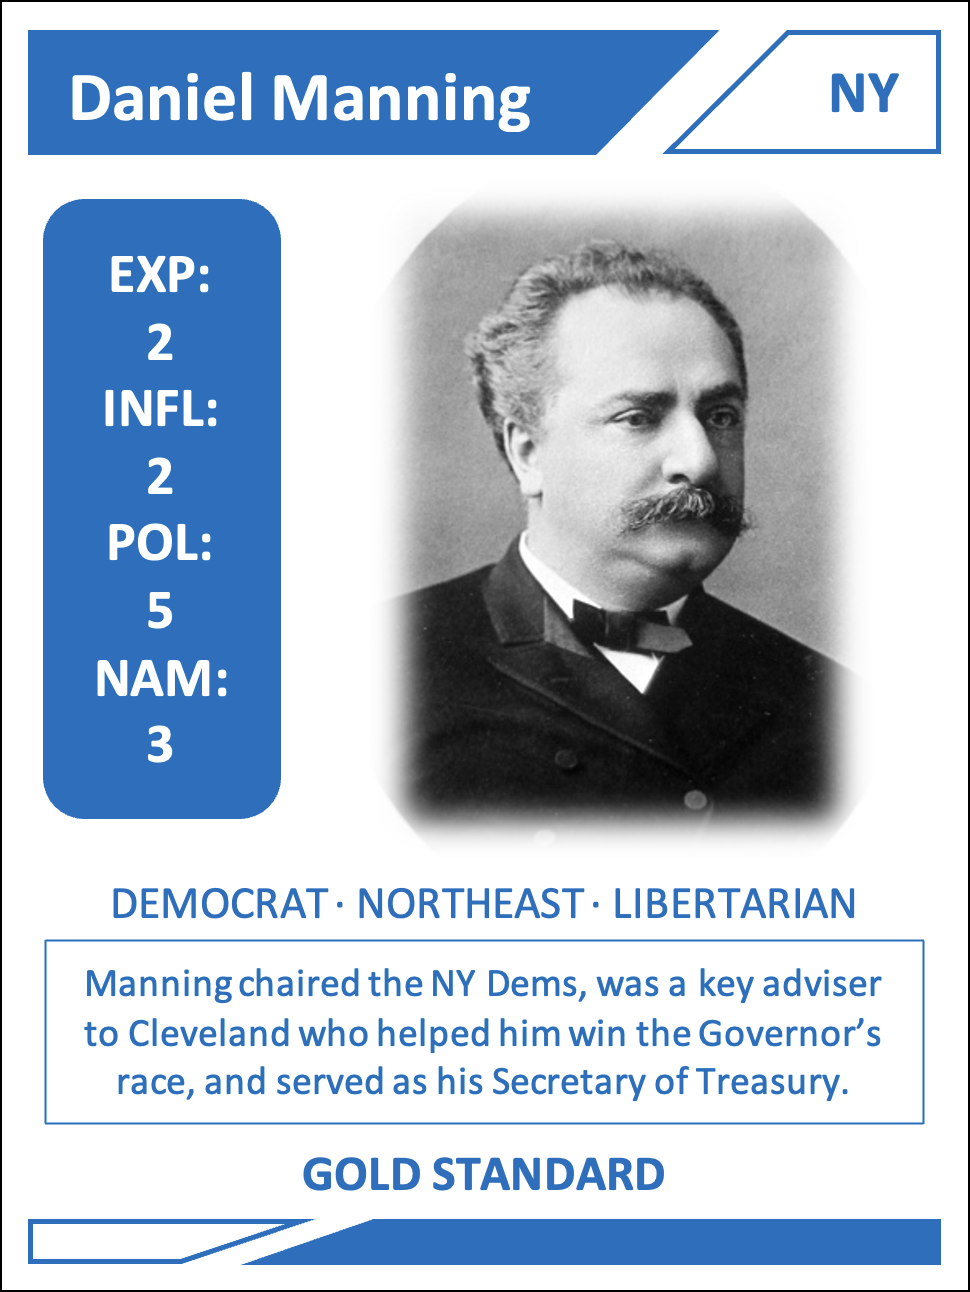 Daniel Manning
NY
EXP:
2
INFL:
2
POL:
5
NAM:
3
DEMOCRAT · NORTHEAST · LIBERTARIAN
Manning chaired the NY Dems, was a key adviser
to Cleveland who helped him win the Governor’s
race, and served as his Secretary of Treasury.
GOLD STANDARD